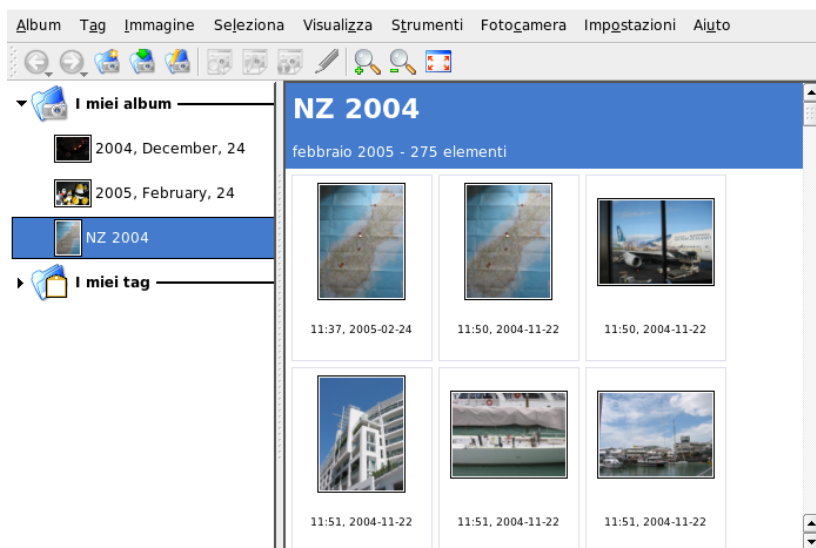 Album Tag Immagine Seleziona Visualizza Strumenti Fotocamera Impostazioni Aiuto
I miei album
2004, December, 24
2005, February, 24
NZ 2004
I miei tag
NZ 2004
febbraio 2005 - 275 elementi
11:37, 2005-02-24 11:50, 2004-11-22 11:50, 2004-11-22
11:51, 2004-11-22 11:51, 2004-11-22 11:51, 2004-11-22